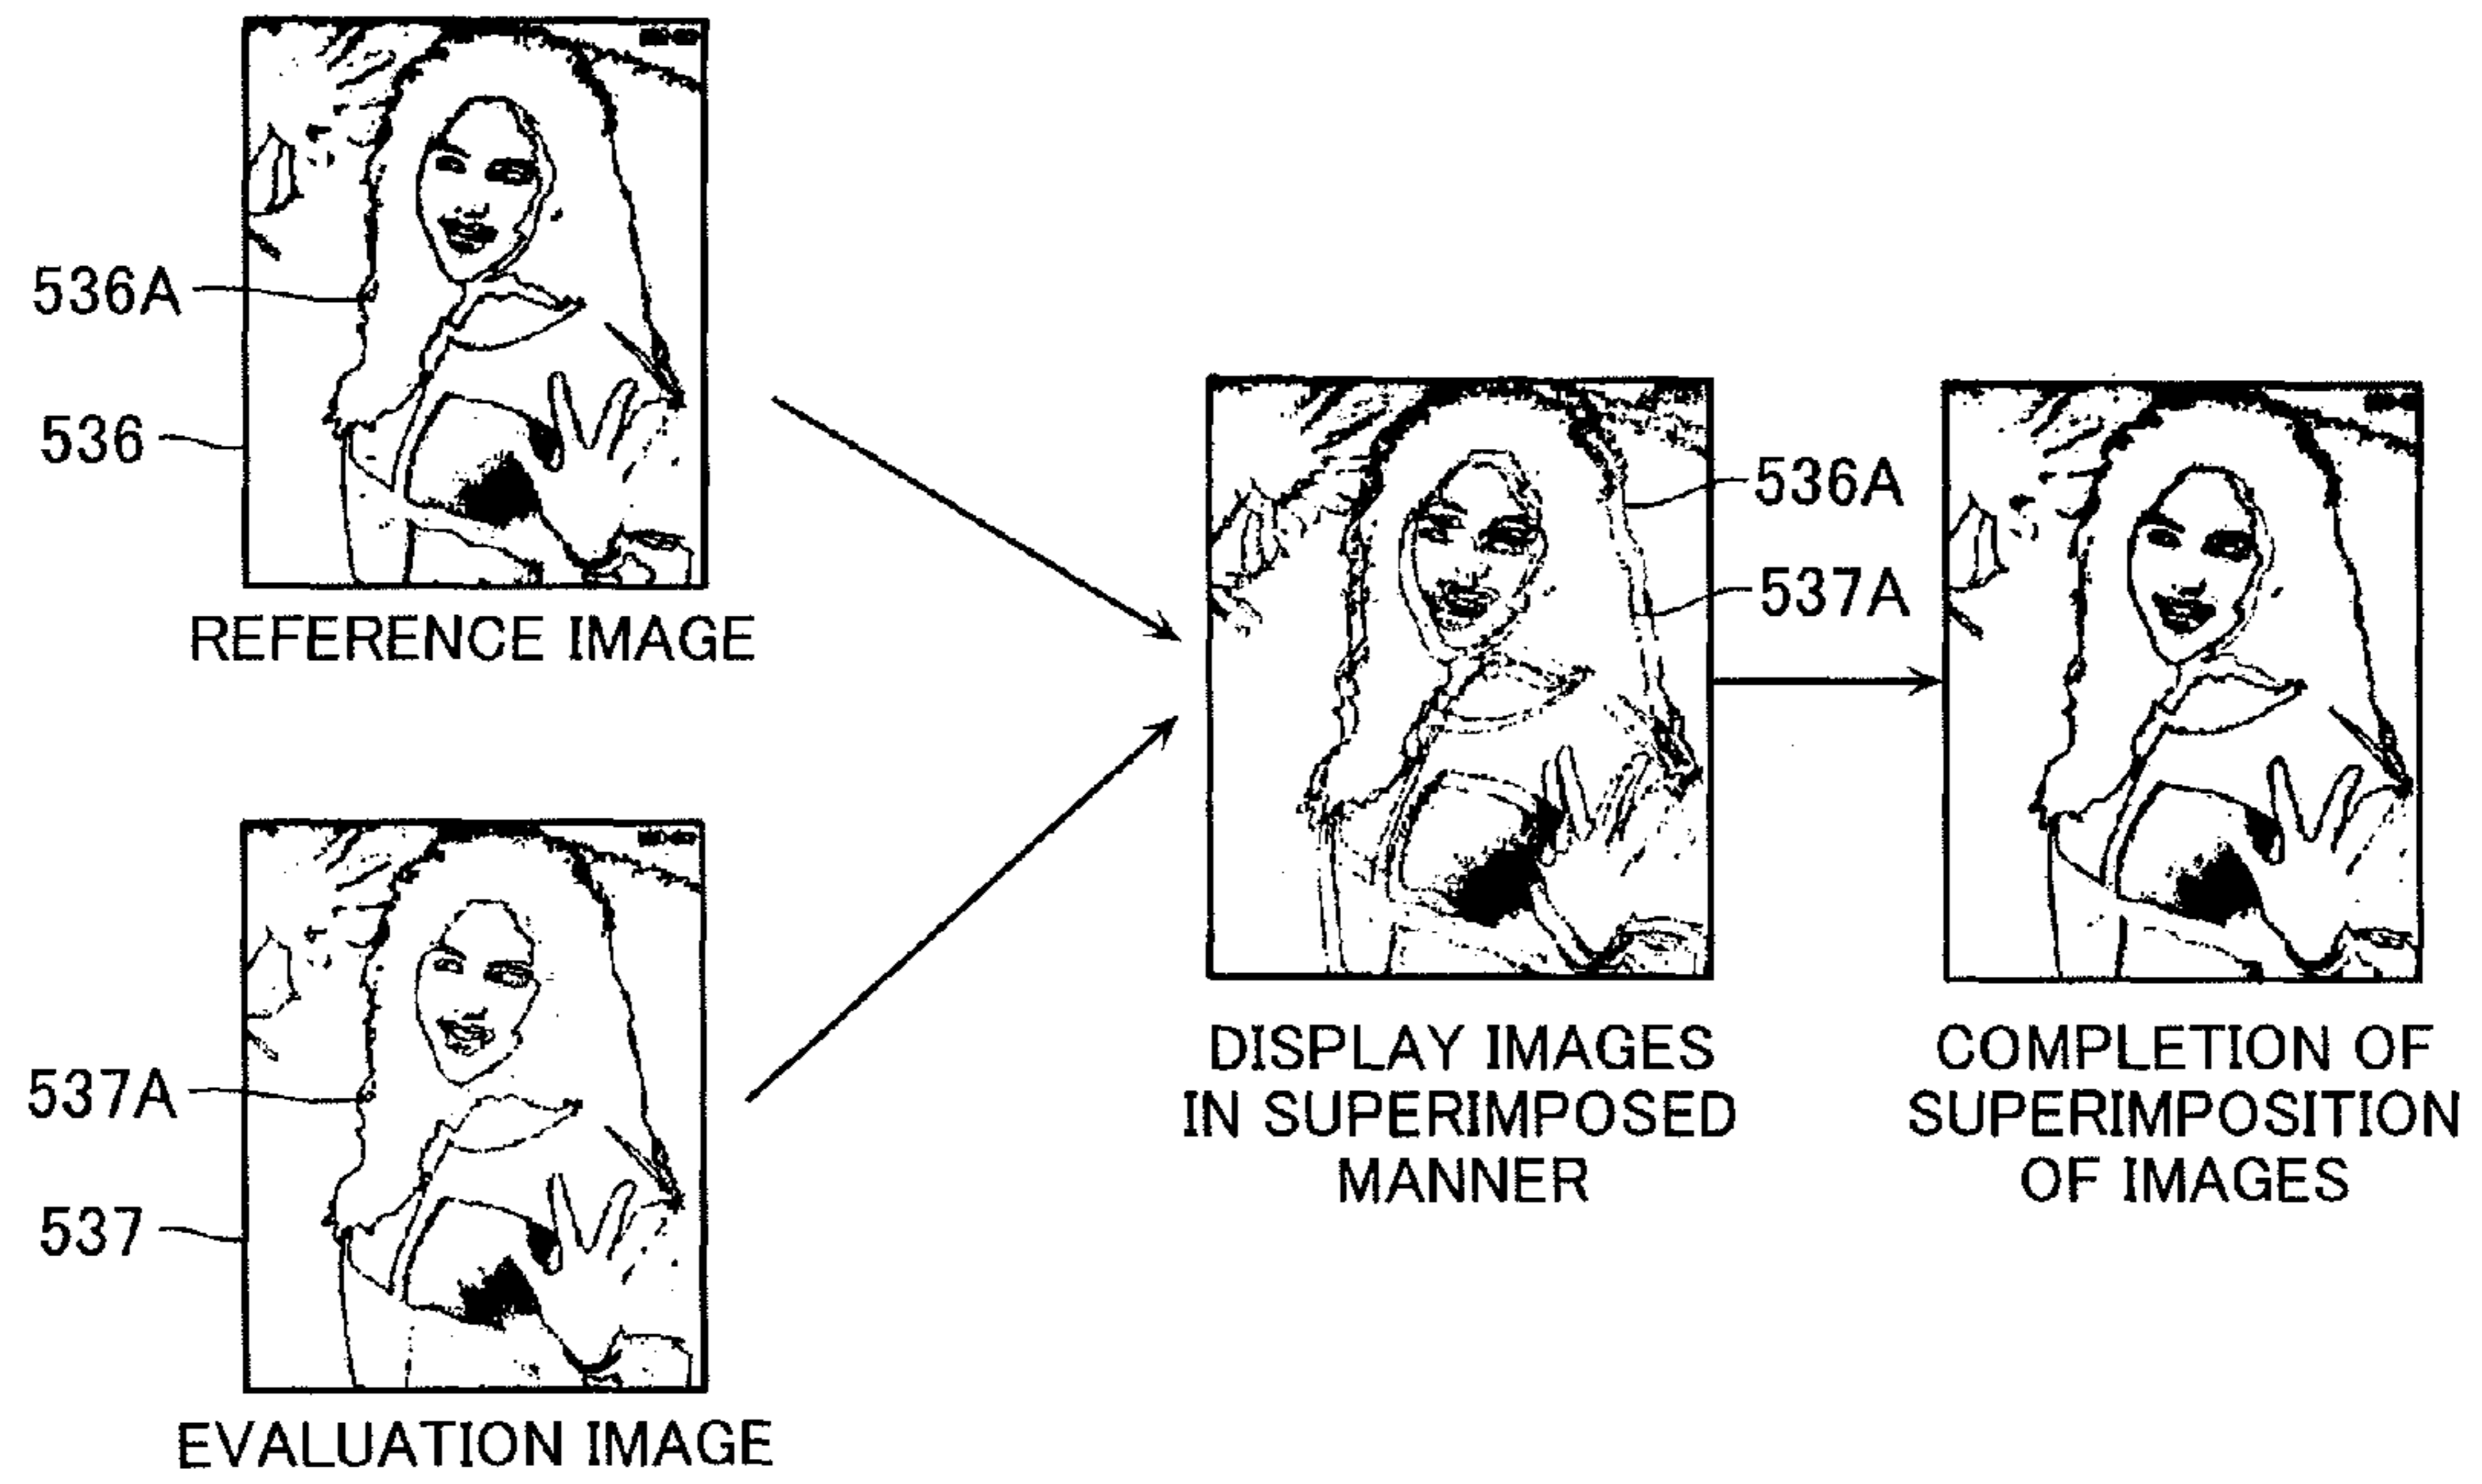 536A
536
REFERENCE IMAGE
537A
537
EVALUATION IMAGE
536A
537A
DISPLAY IMAGES
IN SUPERIMPOSED
MANNER
COMPLETION OF
SUPERIMPOSITION
OF IMAGES